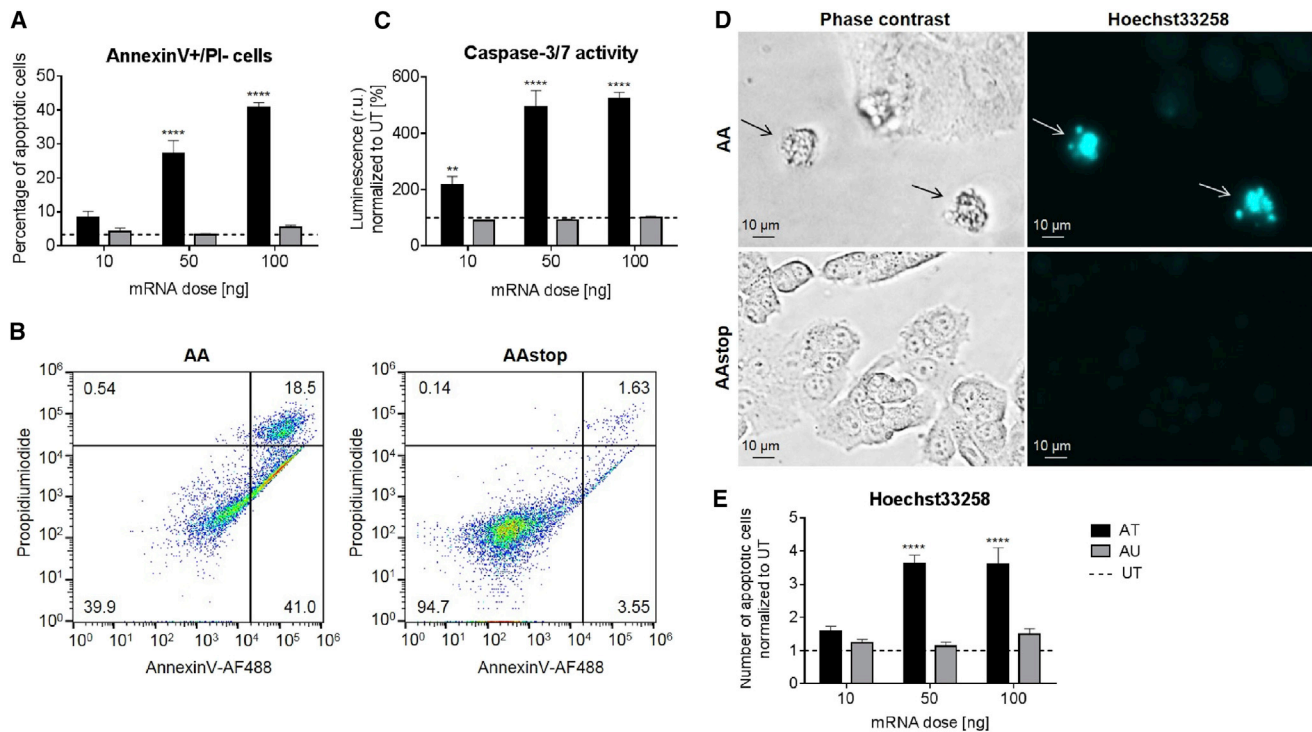 A
AnnexinV+/PI- cells
Percentage of apoptotic cells
50
40
30
20
10
0
****
****
10 50 100
mRNA dose [ng]
C
Caspase-3/7 activity
Luminescence (r.u.)
normalized to UT [%]
600
400
200
0
**
****
****
10 50 100
mRNA dose [ng]
B
AA
Proopidiumiodide
10⁶
10⁵
10⁴
10³
10²
10¹
10⁰
0.54 18.5
39.9 41.0
10⁰ 10¹ 10² 10³ 10⁴ 10⁵ 10⁶
AnnexinV-AF488
AAstop
Proopidiumiodide
10⁶
10⁵
10⁴
10³
10²
10¹
10⁰
0.14 1.63
94.7 3.55
10⁰ 10¹ 10² 10³ 10⁴ 10⁵ 10⁶
AnnexinV-AF488
D
Phase contrast Hoechst33258
AA
10 µm 10 µm
AAstop
10 µm 10 µm
E
Hoechst33258
Number of apoptotic cells
normalized to UT
5
4
3
2
1
0
****
****
10 50 100
mRNA dose [ng]
AT
AU
UT